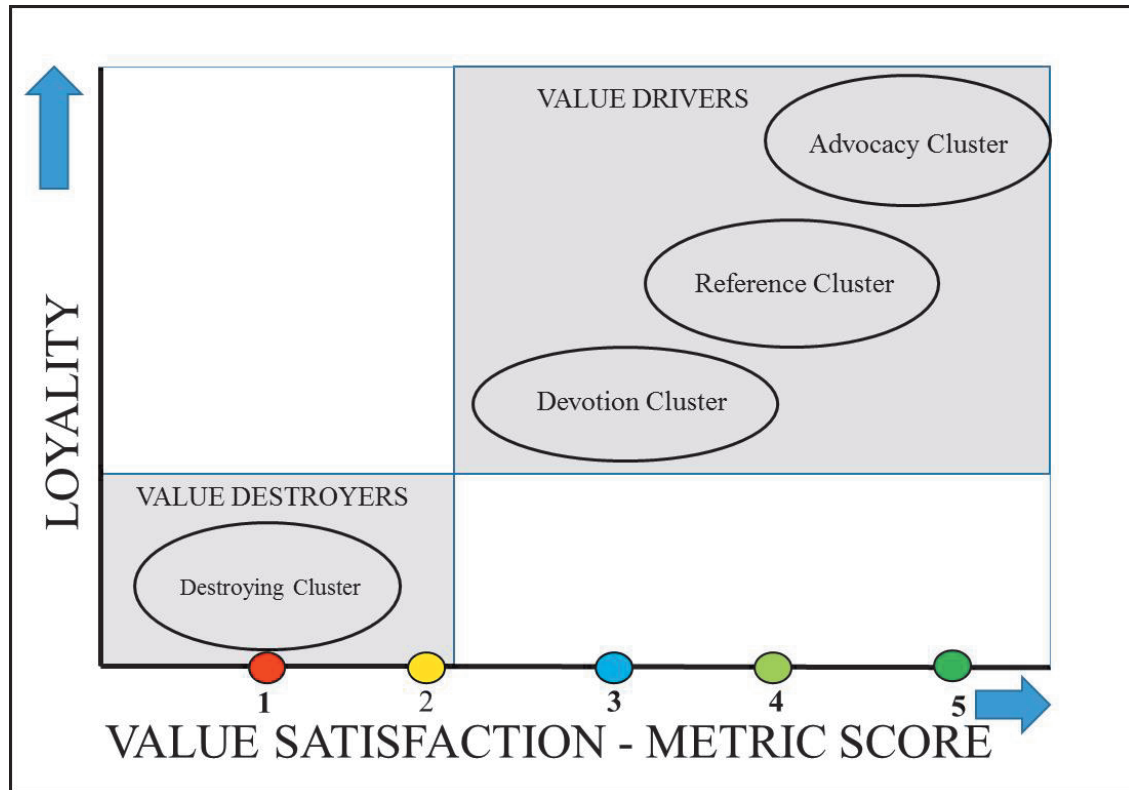 VALUE DRIVERS
Advocacy Cluster
Reference Cluster
Devotion Cluster
LOYALTY
VALUE DESTROYERS
Destroying Cluster
1 2 3 4 5
VALUE SATISFACTION - METRIC SCORE